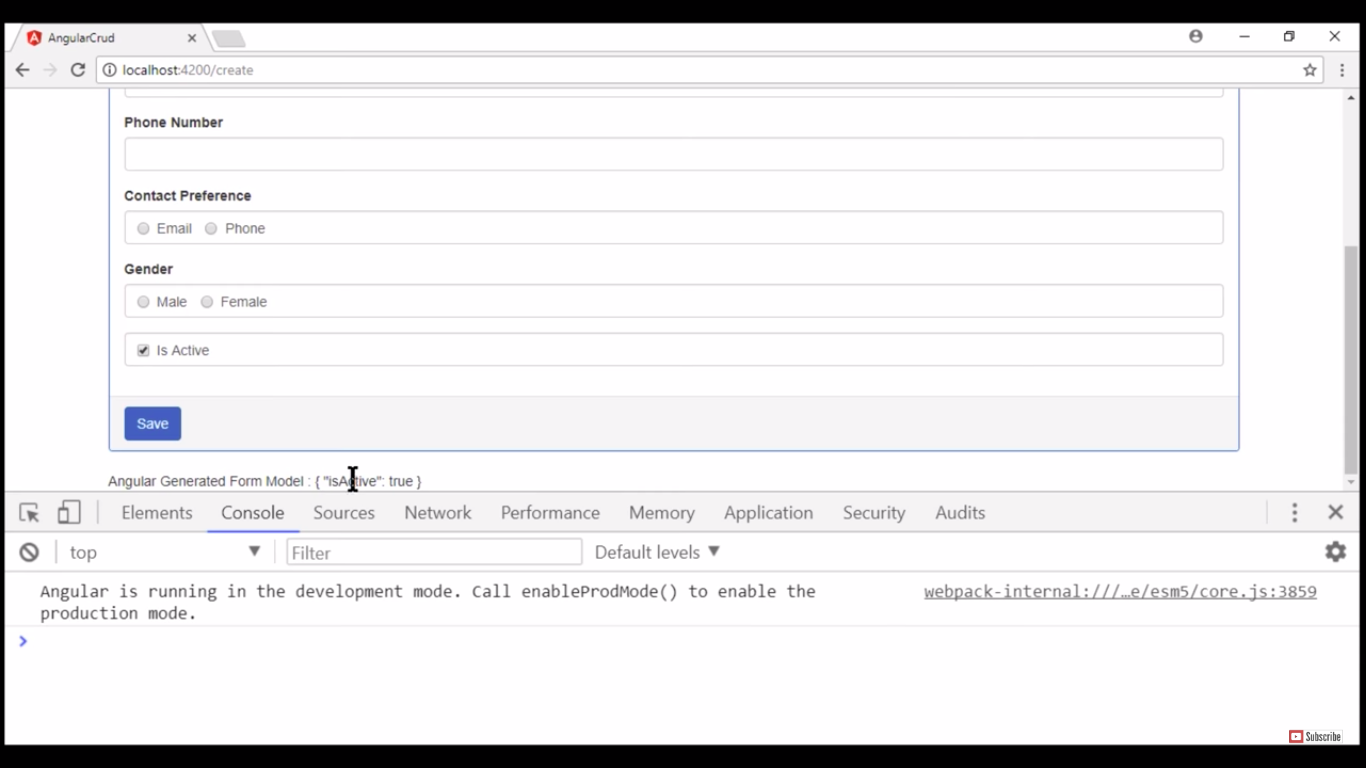 AngularCrud
localhost:4200/create
Phone Number
Contact Preference
Email Phone
Gender
Male Female
Is Active
Save
Angular Generated Form Model : { "isActive": true }
Elements Console Sources Network Performance Memory Application Security Audits
top Filter Default levels
Angular is running in the development mode. Call enableProdMode() to enable the webpack-internal:///…e/esm5/core.js:3859
production mode.
Subscribe